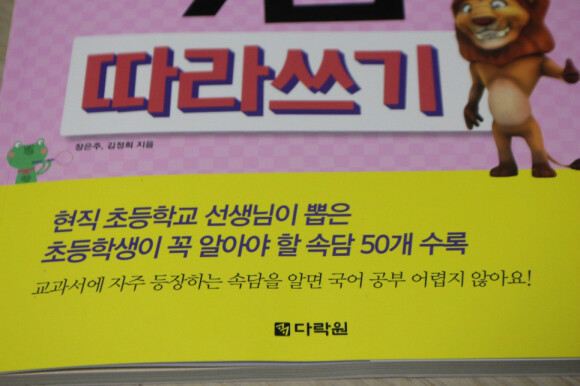 따라쓰기
장은주, 김정희 지음
현직 초등학교 선생님이 뽑은
초등학생이 꼭 알아야 할 속담 50개 수록
교과서에 자주 등장하는 속담을 알면 국어 공부 어렵지 않아요!
다락원